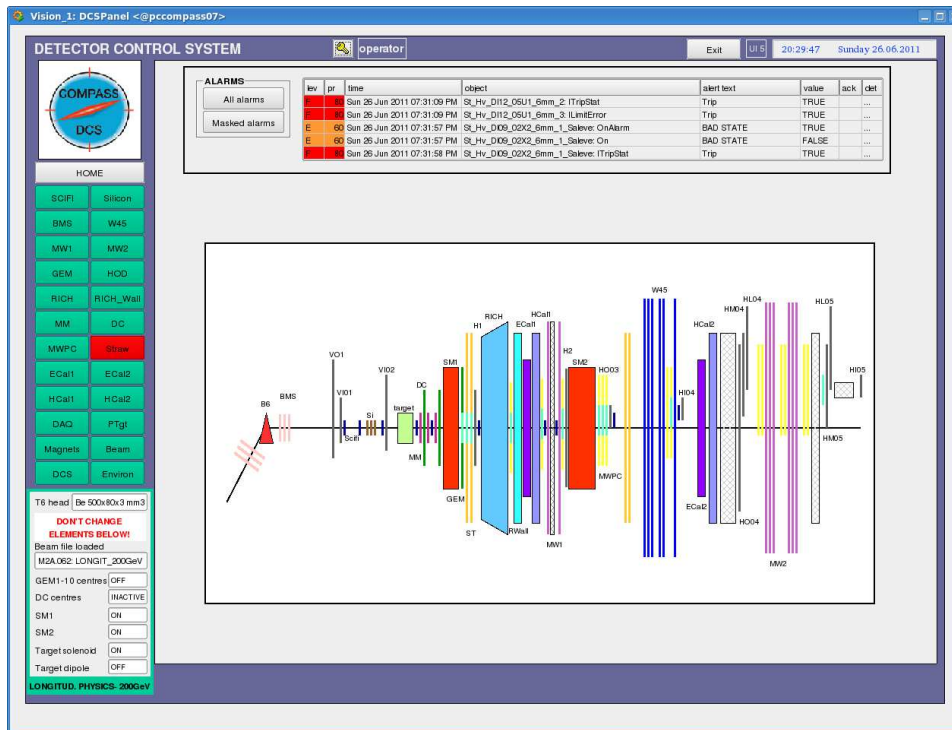 Vision_1: DCSPanel <@pccompass07>
DETECTOR CONTROL SYSTEM
operator
Exit
UI 5
20:29:47 Sunday 26.06.2011
COMPASS
DCS
ALARMS
All alarms
Masked alarms
lev pr time object alert text value ack det
F 80 Sun 26 Jun 2011 07:31:09 PM St_Hv_DI12_05U1_6mm_2: ITripStat Trip TRUE ...
F 80 Sun 26 Jun 2011 07:31:09 PM St_Hv_DI12_05U1_6mm_3: ILimitError Trip TRUE ...
E 60 Sun 26 Jun 2011 07:31:57 PM St_Hv_DI09_02X2_6mm_1_Saleve: OnAlarm BAD STATE TRUE ...
E 60 Sun 26 Jun 2011 07:31:57 PM St_Hv_DI09_02X2_6mm_1_Saleve: On BAD STATE FALSE ...
F 80 Sun 26 Jun 2011 07:31:58 PM St_Hv_DI09_02X2_6mm_1_Saleve: ITripStat Trip TRUE ...
HOME
SCIFI Silicon
BMS W45
MW1 MW2
GEM HOD
RICH RICH_Wall
MM DC
MWPC Straw
ECal1 ECal2
HCal1 HCal2
DAQ PTgt
Magnets Beam
DCS Environ
T6 head Be 500x80x3 mm3
DON'T CHANGE
ELEMENTS BELOW!
Beam file loaded
M2A.062: LONGIT_200GeV
GEM1-10 centres OFF
DC centres INACTIVE
SM1 ON
SM2 ON
Target solenoid ON
Target dipole OFF
LONGITUD. PHYSICS- 200GeV
W45
HL04 HL05
HM04
RICH HCal1
H1 ECal1 HCal2
VO1 H2
SM1 SM2
VI02 HO03 HI05
DC
BMS VI01 HI04
B6 Si target
Scifi HM05
MM
GEM MWPC
ECal2 HO04
ST RWall
MW1 MW2